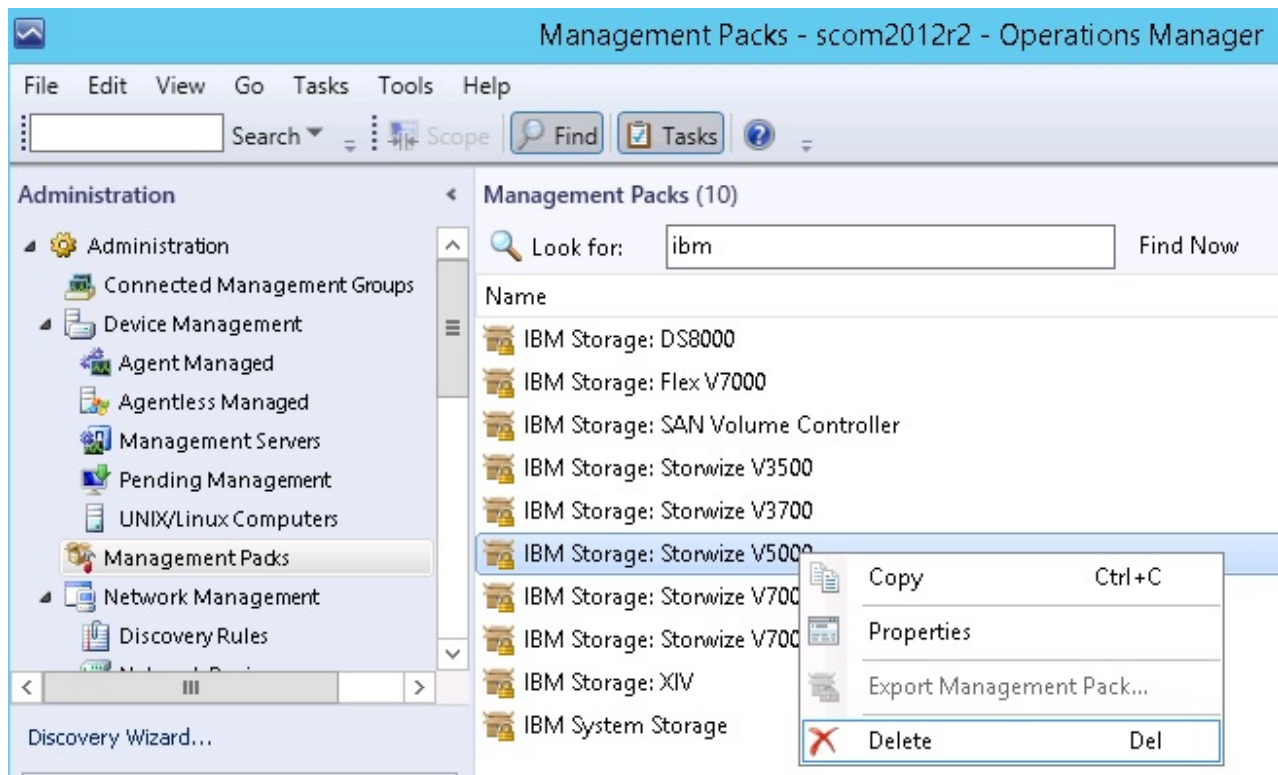 Management Packs - scom2012r2 - Operations Manager
File Edit View Go Tasks Tools Help
Search Scope Find Tasks
Administration
Administration
Connected Management Groups
Device Management
Agent Managed
Agentless Managed
Management Servers
Pending Management
UNIX/Linux Computers
Management Packs
Network Management
Discovery Rules
Discovery Wizard...
Management Packs (10)
Look for: ibm Find Now
Name
IBM Storage: DS8000
IBM Storage: Flex V7000
IBM Storage: SAN Volume Controller
IBM Storage: Storwize V3500
IBM Storage: Storwize V3700
IBM Storage: Storwize V5000
IBM Storage: Storwize V700
IBM Storage: Storwize V700
IBM Storage: XIV
IBM System Storage
Copy Ctrl+C
Properties
Export Management Pack...
Delete Del